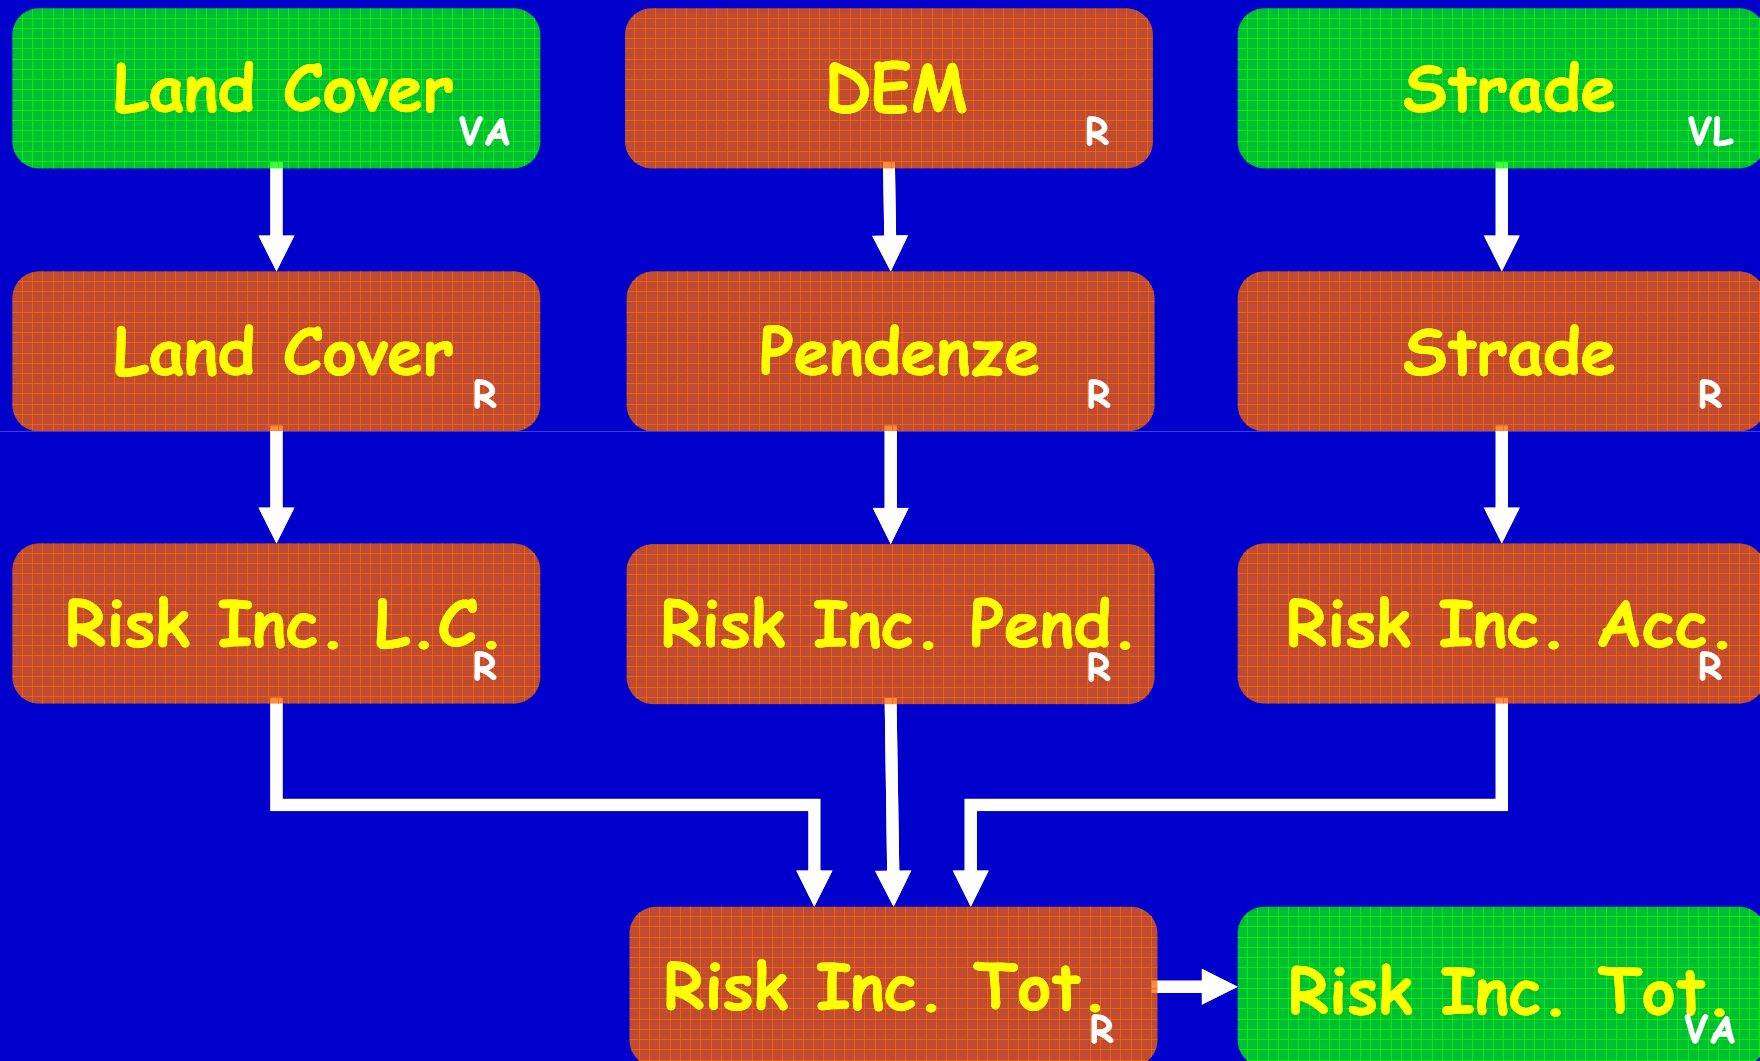 Land Cover
VA
DEM
R
Strade
VL
Land Cover
R
Pendenze
R
Strade
R
Risk Inc. L.C.
R
Risk Inc. Pend.
R
Risk Inc. Acc.
R
Risk Inc. Tot.
R
Risk Inc. Tot.
VA